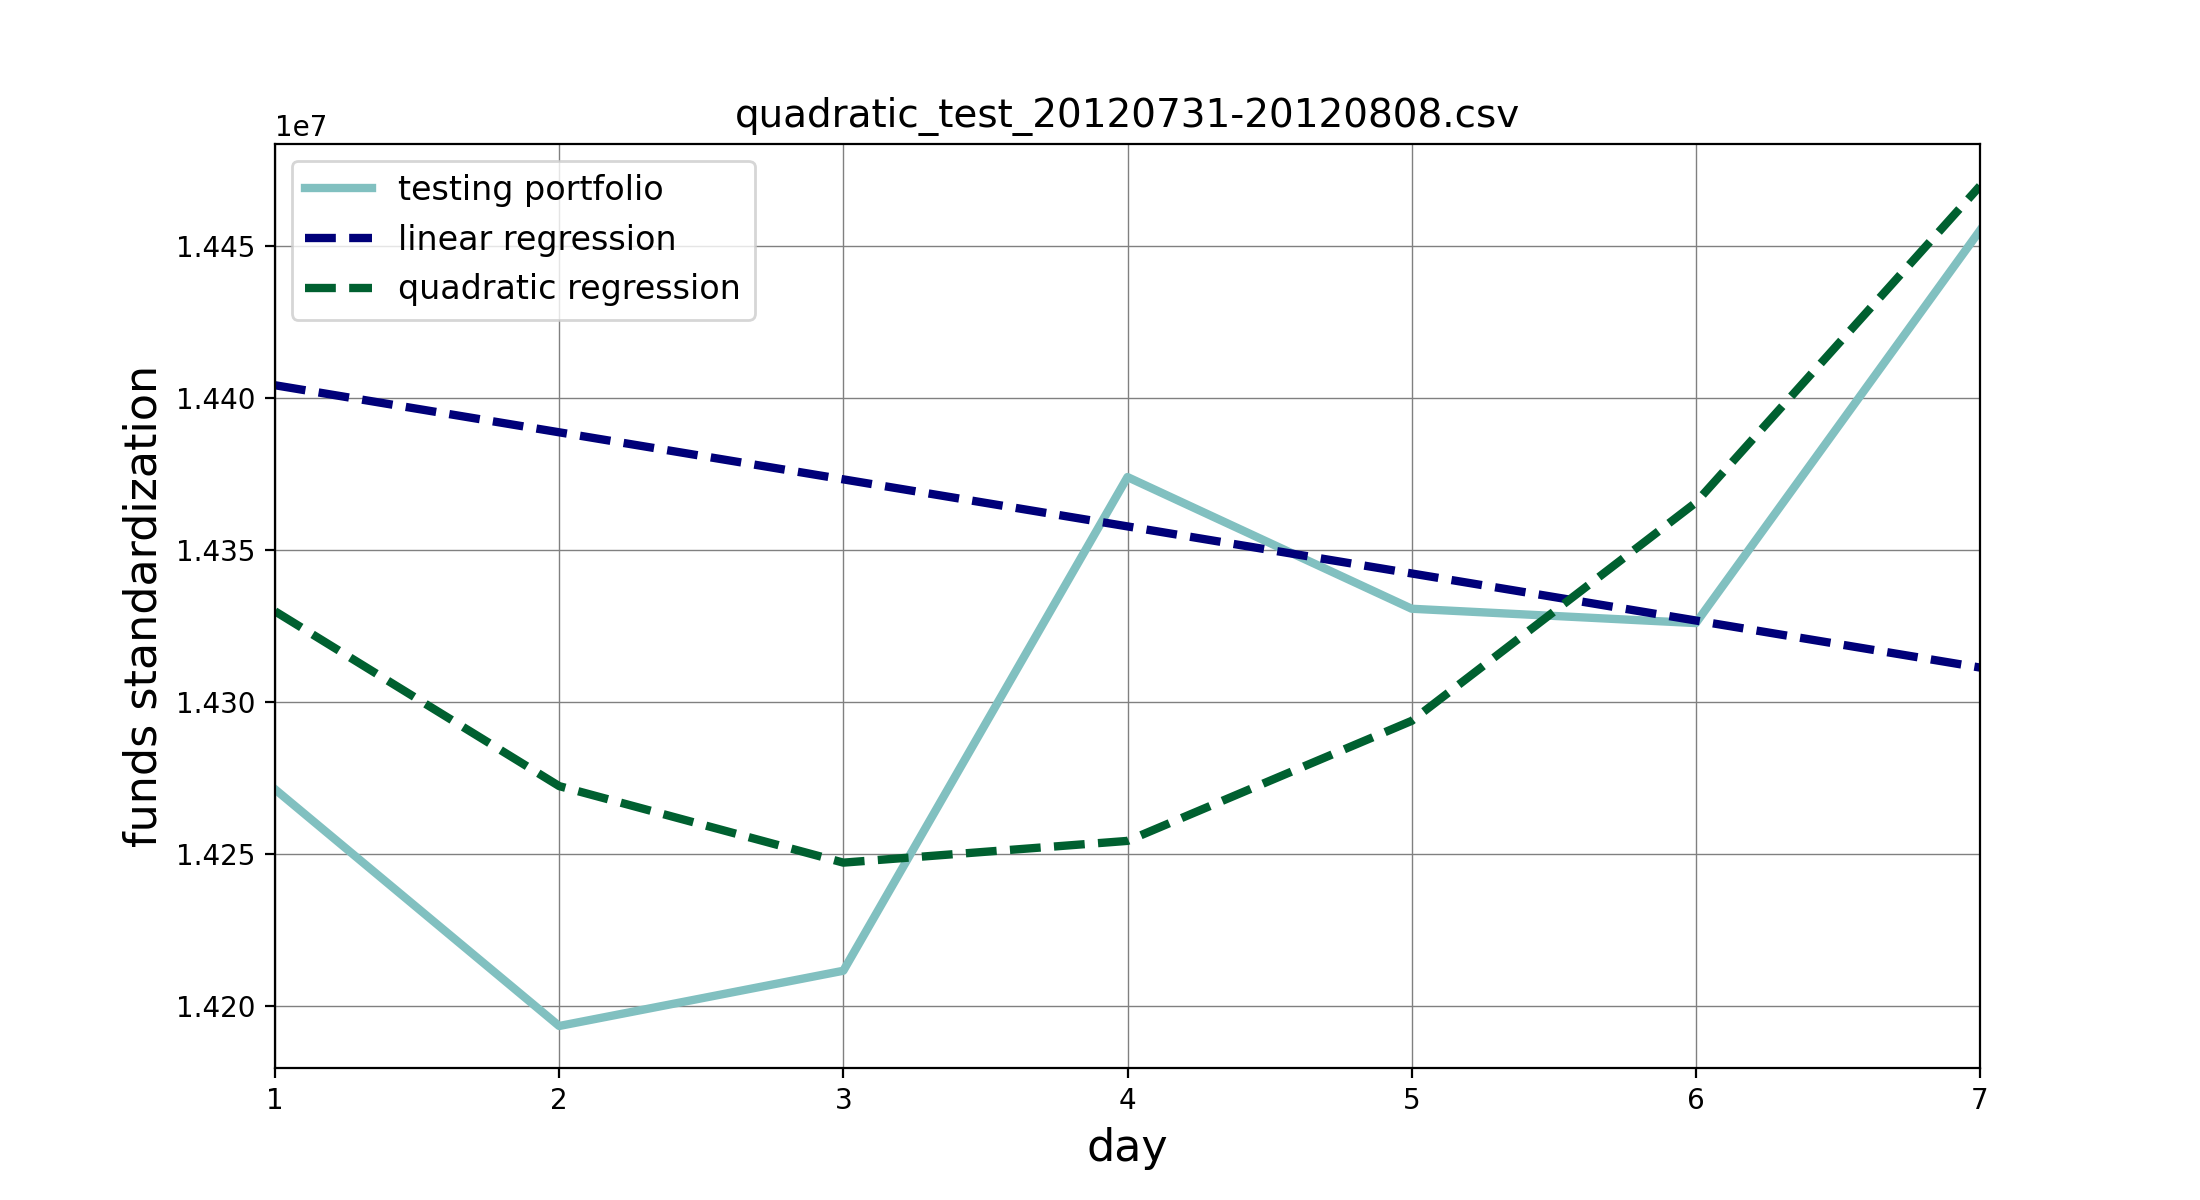 quadratic_test_20120731-20120808.csv
1e7
testing portfolio
linear regression
quadratic regression
funds standardization
1.445
1.440
1.435
1.430
1.425
1.420
1 2 3 4 5 6 7
day